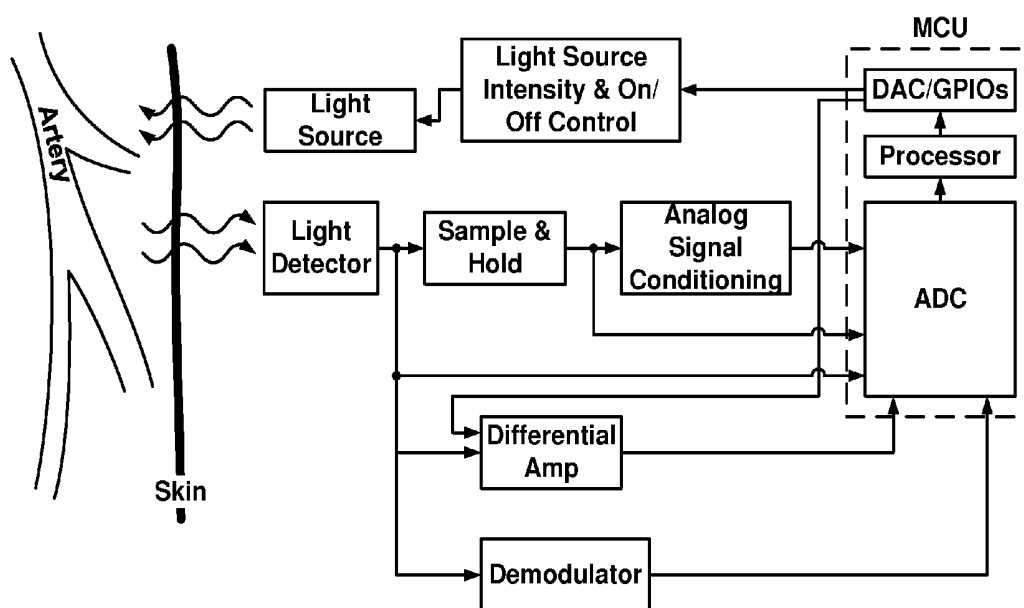 MCU
Light Source
Intensity & On/
Off Control
DAC/GPIOs
Light
Source
Artery
Processor
Light
Detector
Sample &
Hold
Analog
Signal
Conditioning
ADC
Differential
Amp
Skin
Demodulator